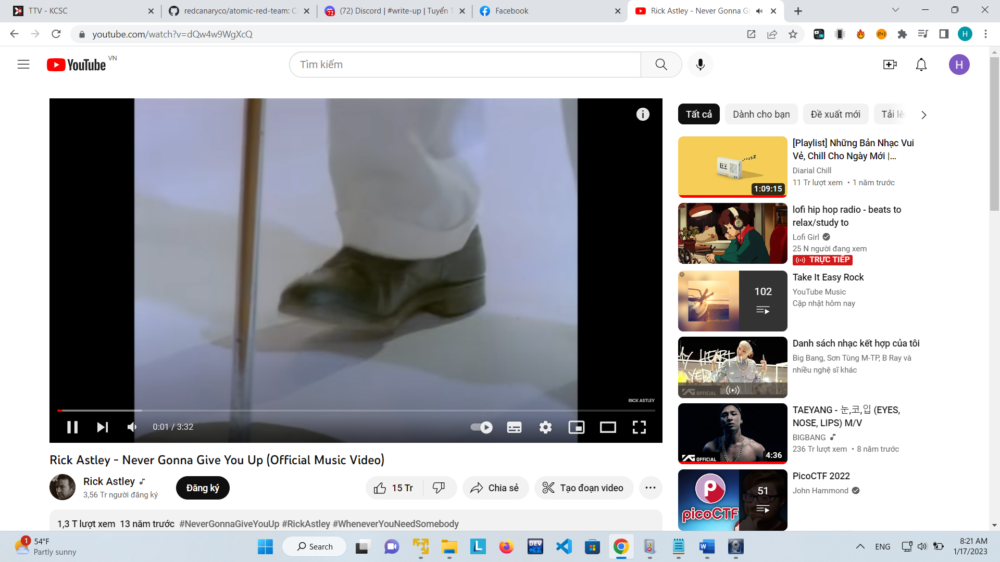 TTV - KCSC
redcanaryco/atomic-red-team: C
(72) Discord | #write-up | Tuyển T
Facebook
Rick Astley - Never Gonna Gi
youtube.com/watch?v=dQw4w9WgXcQ
H
YouTube VN
Tìm kiếm
H
RICK ASTLEY
0:01 / 3:32
Rick Astley - Never Gonna Give You Up (Official Music Video)
Rick Astley
3,56 Tr người đăng ký
Đăng ký
15 Tr
Chia sẻ
Tạo đoạn video
1,3 T lượt xem 13 năm trước #NeverGonnaGiveYouUp #RickAstley #WheneverYouNeedSomebody
Tất cả
Dành cho bạn
Đề xuất mới
Tải lê
zzzzZ
1:09:15
[Playlist] Những Bản Nhạc Vui
Vẻ, Chill Cho Ngày Mới |...
Diarial Chill
11 Tr lượt xem • 1 năm trước
lofi hip hop radio - beats to
relax/study to
Lofi Girl
25 N người đang xem
TRỰC TIẾP
102
Take It Easy Rock
YouTube Music
Cập nhật hôm nay
MY HEART
OFFICIAL
Danh sách nhạc kết hợp của tôi
Big Bang, Sơn Tùng M-TP, B Ray và
nhiều nghệ sĩ khác
OFFICIAL
4:36
TAEYANG - 눈,코,입 (EYES,
NOSE, LIPS) M/V
BIGBANG
236 Tr lượt xem • 8 năm trước
picoCTF
51
PicoCTF 2022
John Hammond
1
54°F
Partly sunny
Search
L
DEV
W
ENG
8:21 AM
1/17/2023